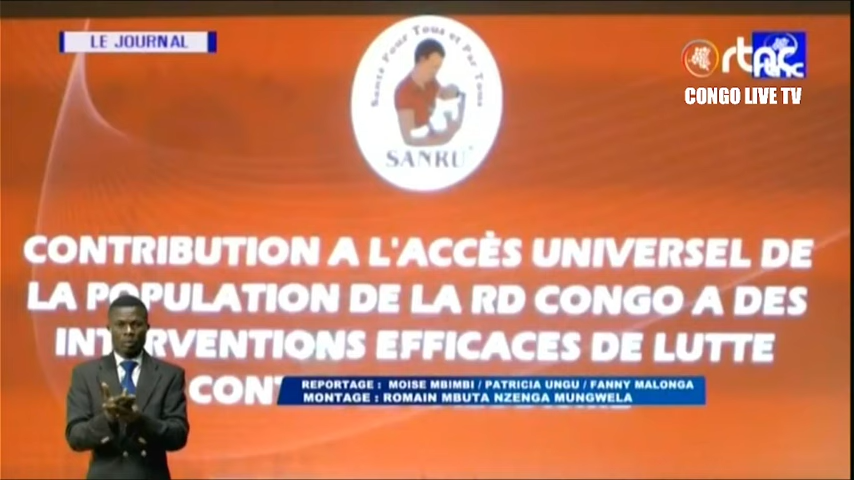 LE JOURNAL
Santé Pour Tous et Par Tous
SANRU
rtnc
CONGO LIVE TV
CONTRIBUTION A L'ACCÈS UNIVERSEL DE
LA POPULATION DE LA RD CONGO A DES
INTERVENTIONS EFFICACES DE LUTTE
REPORTAGE : MOISE MBIMBI / PATRICIA UNGU / FANNY MALONGA
MONTAGE : ROMAIN MBUTA NZENGA MUNGWELA